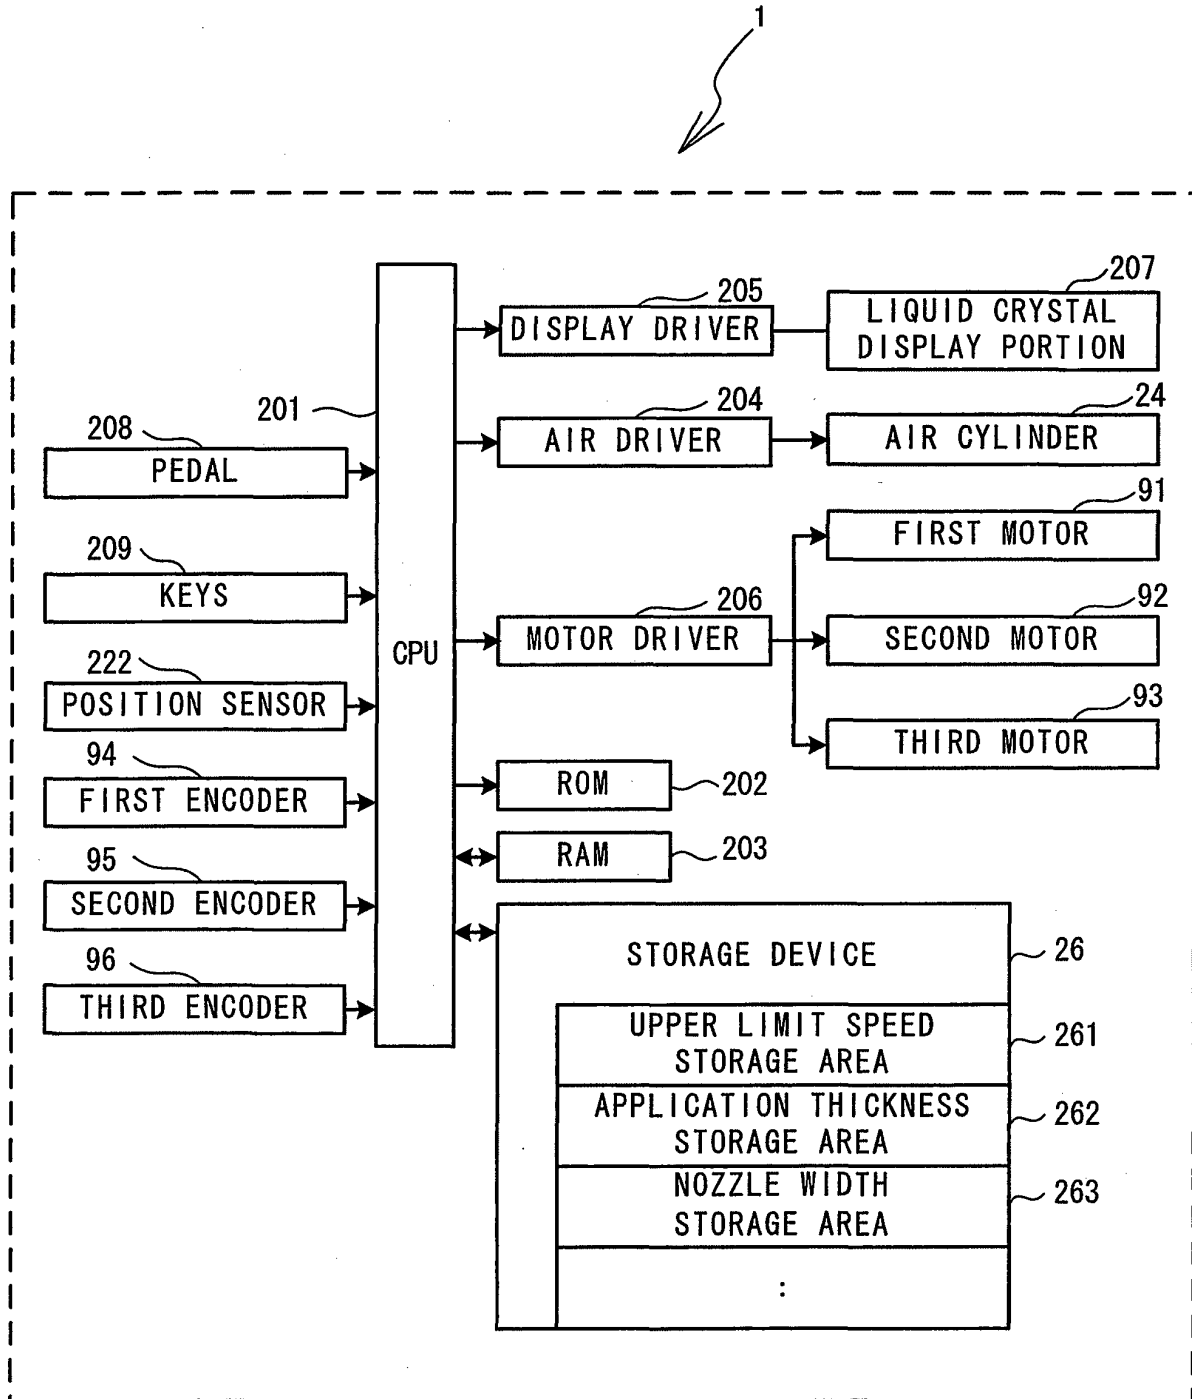 1
201
208
PEDAL
209
KEYS
222
POSITION SENSOR
94
FIRST ENCODER
95
SECOND ENCODER
96
THIRD ENCODER
CPU
205
DISPLAY DRIVER
207
LIQUID CRYSTAL
DISPLAY PORTION
204
AIR DRIVER
24
AIR CYLINDER
206
MOTOR DRIVER
91
FIRST MOTOR
92
SECOND MOTOR
93
THIRD MOTOR
ROM
202
RAM
203
STORAGE DEVICE
26
UPPER LIMIT SPEED
STORAGE AREA
261
APPLICATION THICKNESS
STORAGE AREA
262
NOZZLE WIDTH
STORAGE AREA
263
: